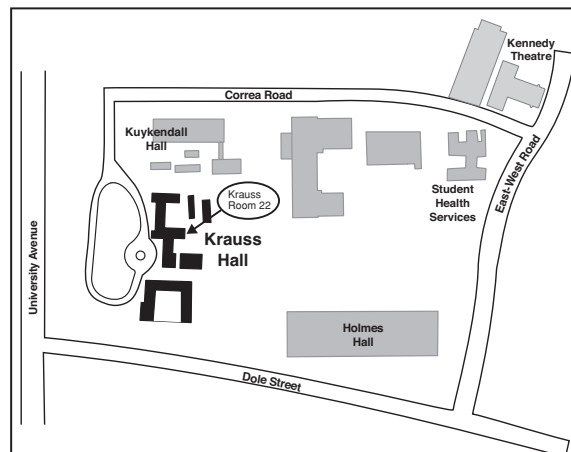 Kennedy
Theatre
Correa Road
Kuykendall
Hall
East-West Road
Student
Health
Services
Krauss
Room 22
Krauss
Hall
University Avenue
Holmes
Hall
Dole Street